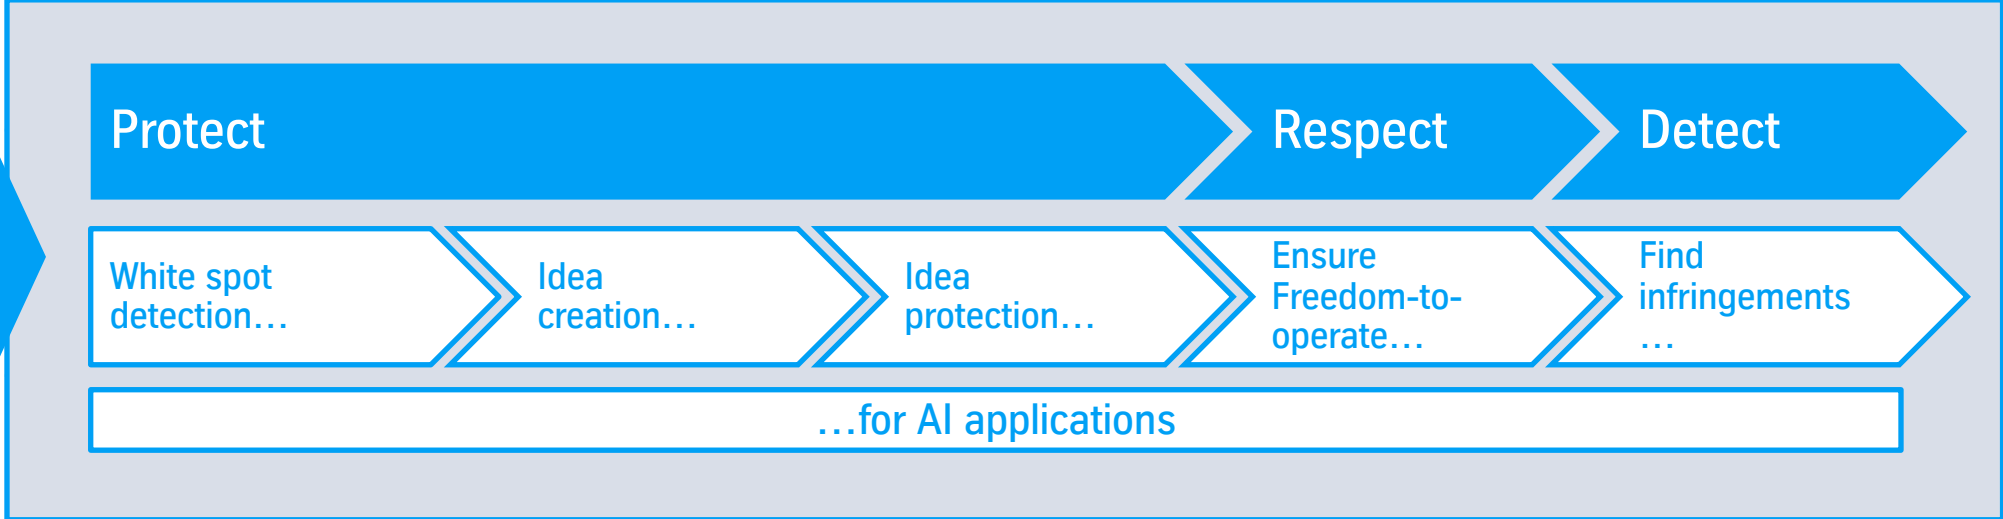 Protect
Respect
Detect
White spot
detection…
Idea
creation…
Idea
protection…
Ensure
Freedom-to-
operate…
Find
infringements
…
…for AI applications